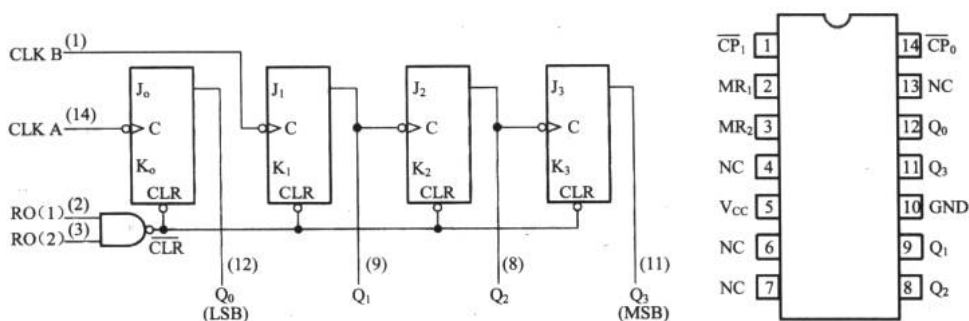 CLK B (1)
J₀ J₁ J₂ J₃
CLK A (14) C C C C
K₀ K₁ K₂ K₃
CLR CLR CLR CLR
RO(1) (2)
RO(2) (3)
CLR
(12) (9) (8) (11)
Q₀ Q₁ Q₂ Q₃
(LSB) (MSB)
CP₁ 1 14 CP₀
MR₁ 2 13 NC
MR₂ 3 12 Q₀
NC 4 11 Q₃
VCC 5 10 GND
NC 6 9 Q₁
NC 7 8 Q₂